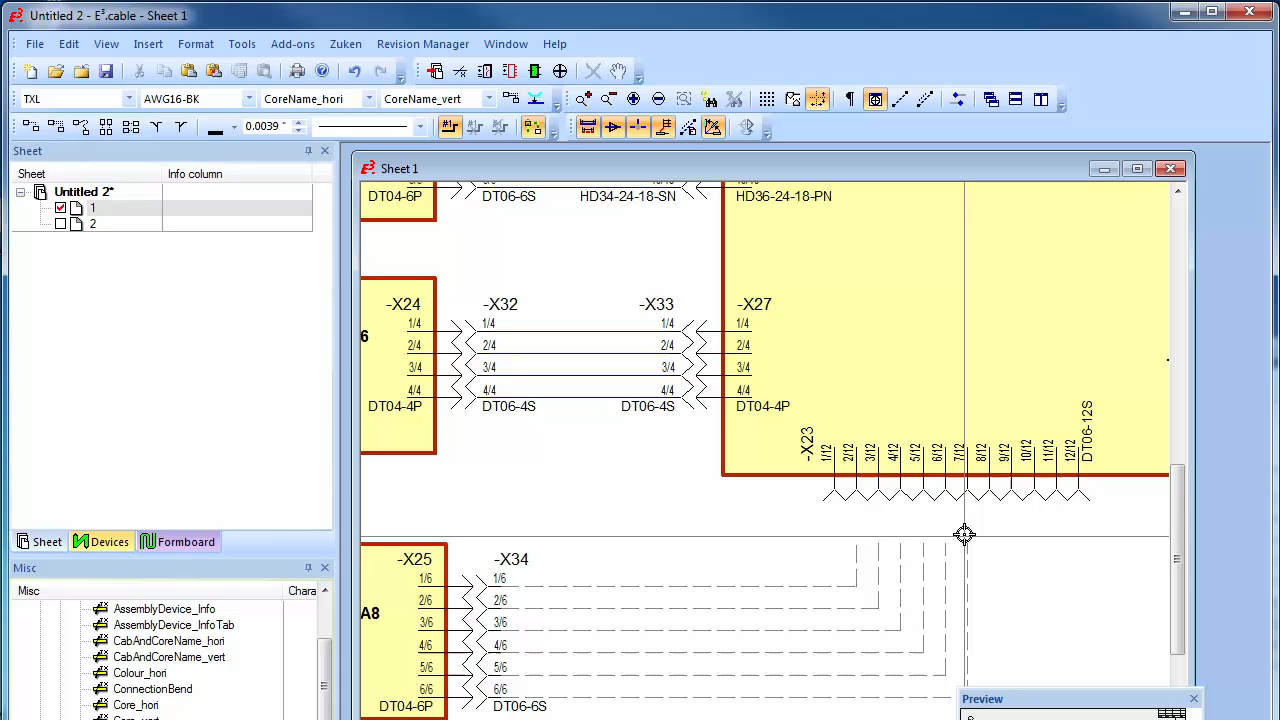 Untitled 2 - E³.cable - Sheet 1
File Edit View Insert Format Tools Add-ons Zuken Revision Manager Window Help
TXL AWG16-BK CoreName_hori CoreName_vert
0.0039 "
Sheet
Sheet Info column
Untitled 2*
1
2
Sheet Devices Formboard
Misc
Misc Chara
AssemblyDevice_Info
AssemblyDevice_InfoTab
CabAndCoreName_hori
CabAndCoreName_vert
Colour_hori
ConnectionBend
Core_hori
Sheet 1
DT04-6P DT06-6S HD34-24-18-SN HD36-24-18-PN
-X24 -X32 -X33 -X27
1/4 1/4 1/4 1/4
6
2/4 2/4 2/4 2/4
3/4 3/4 3/4 3/4
4/4 4/4 4/4 4/4
DT04-4P DT06-4S DT06-4S DT04-4P
-X23 1/12 2/12 3/12 4/12 5/12 6/12 7/12 8/12 9/12 10/12 11/12 12/12 DT06-12S
-X25 -X34
1/6 1/6
2/6 2/6
A8
3/6 3/6
4/6 4/6
5/6 5/6
6/6 6/6
DT04-6P DT06-6S
Preview